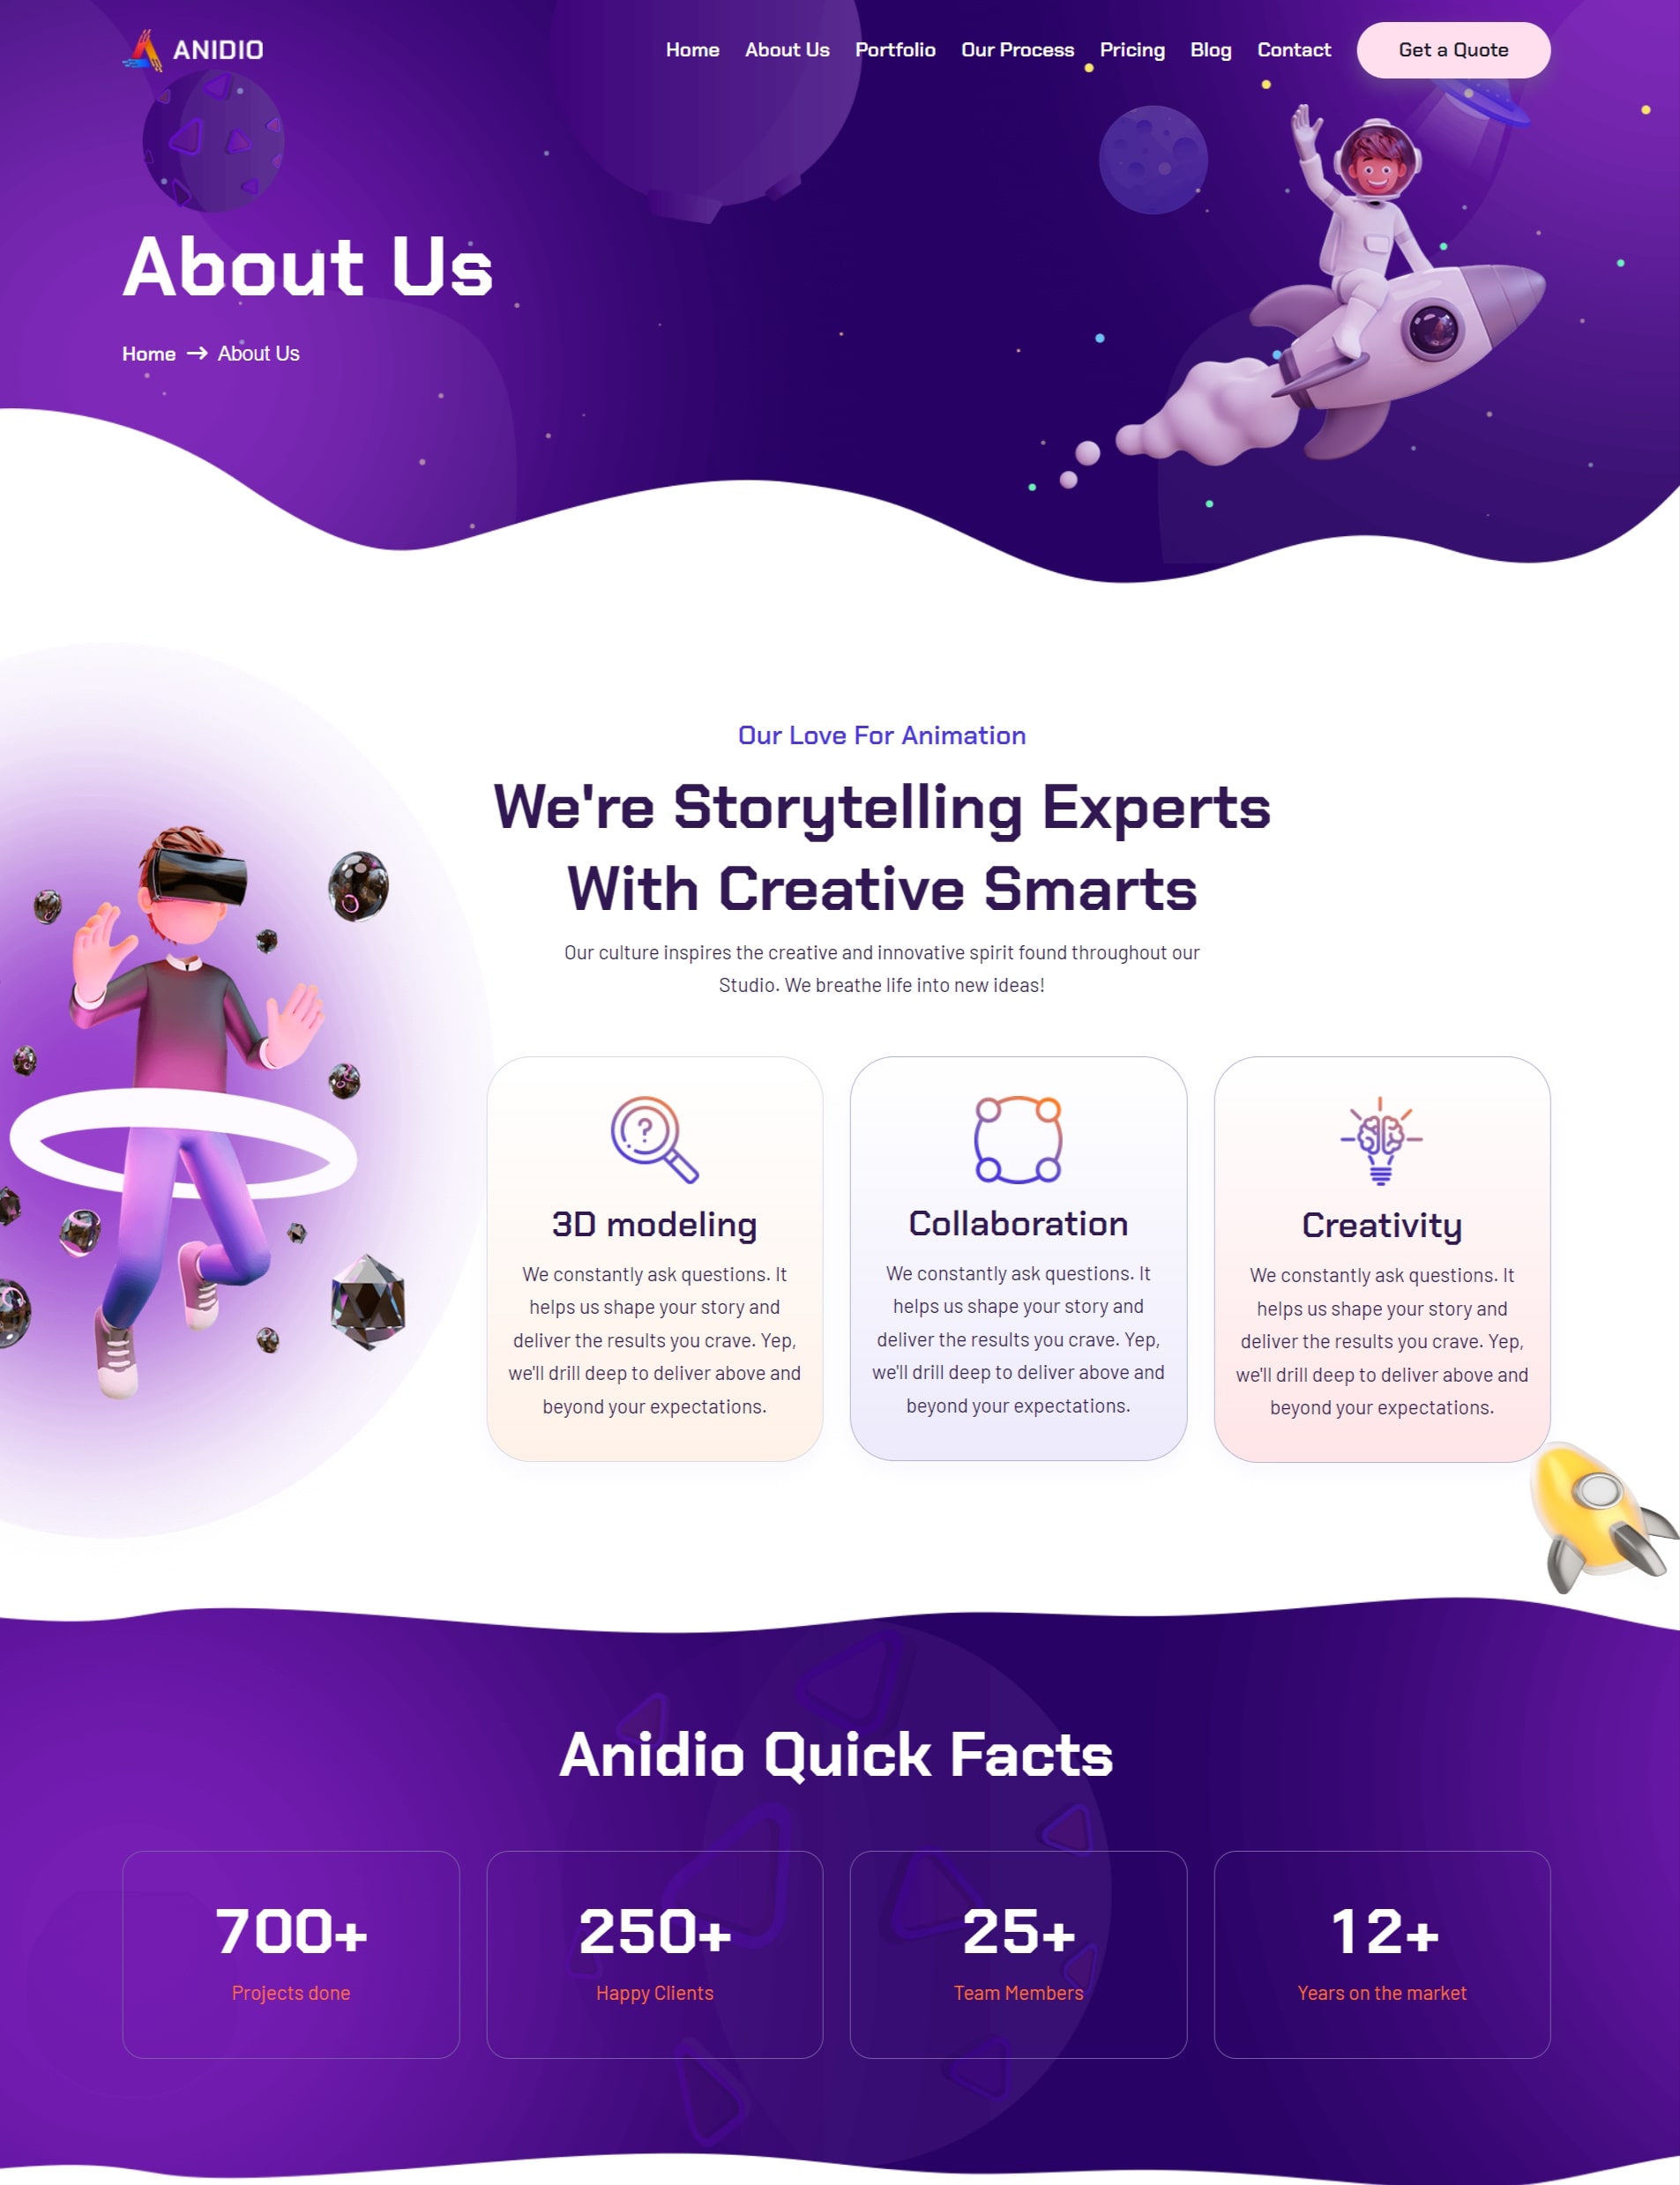 ANIDIO
Home About Us Portfolio Our Process Pricing Blog Contact Get a Quote
About Us
Home → About Us
Our Love For Animation
We're Storytelling Experts
With Creative Smarts
Our culture inspires the creative and innovative spirit found throughout our
Studio. We breathe life into new ideas!
3D modeling
We constantly ask questions. It
helps us shape your story and
deliver the results you crave. Yep,
we'll drill deep to deliver above and
beyond your expectations.
Collaboration
We constantly ask questions. It
helps us shape your story and
deliver the results you crave. Yep,
we'll drill deep to deliver above and
beyond your expectations.
Creativity
We constantly ask questions. It
helps us shape your story and
deliver the results you crave. Yep,
we'll drill deep to deliver above and
beyond your expectations.
Anidio Quick Facts
700+
Projects done
250+
Happy Clients
25+
Team Members
12+
Years on the market